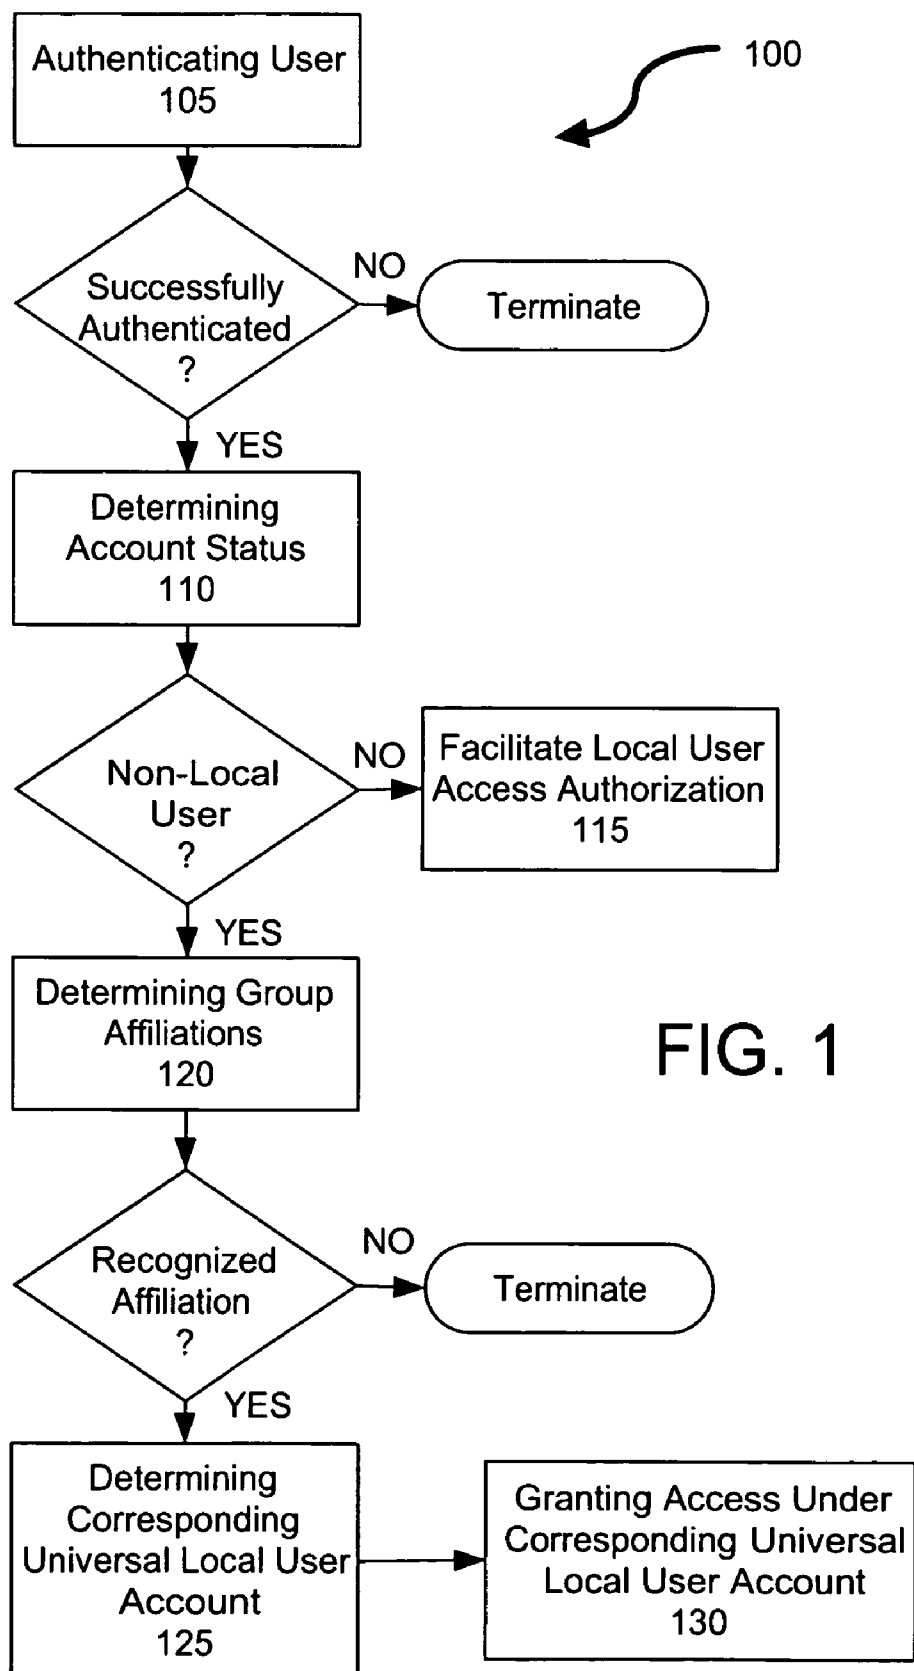 Authenticating User
105
100
Successfully
Authenticated
?
NO
Terminate
YES
Determining
Account Status
110
Non-Local
User
?
NO
Facilitate Local User
Access Authorization
115
YES
Determining Group
Affiliations
120
FIG. 1
Recognized
Affiliation
?
NO
Terminate
YES
Determining
Corresponding
Universal Local User
Account
125
Granting Access Under
Corresponding Universal
Local User Account
130